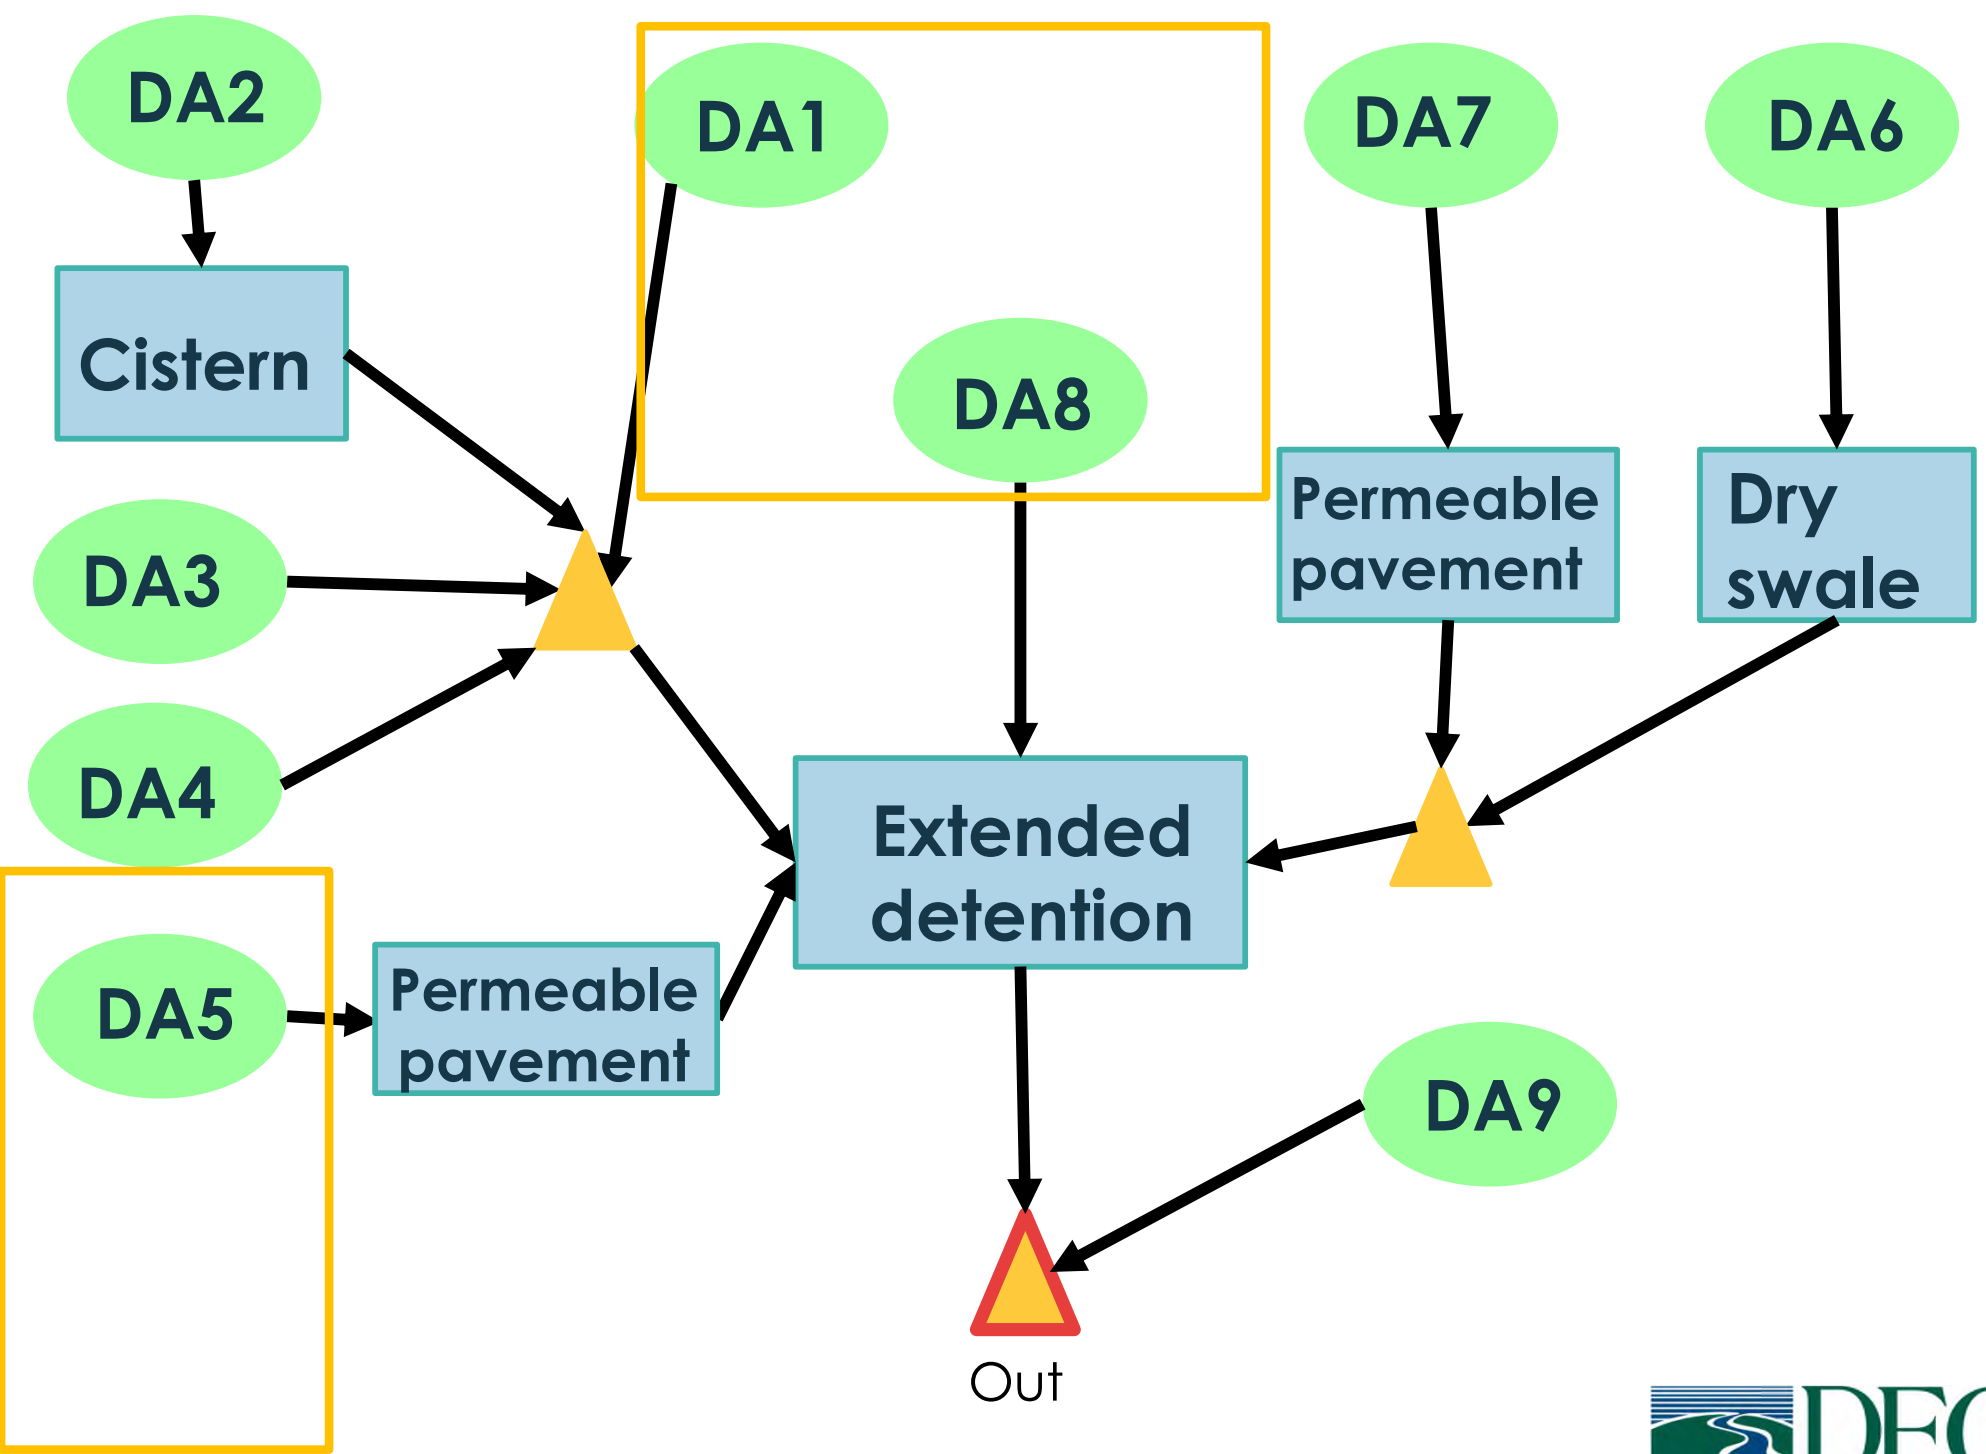 DA2
DA1
DA7
DA6
Cistern
DA8
Permeable
pavement
Dry
swale
DA3
DA4
Extended
detention
DA5
Permeable
pavement
DA9
Out